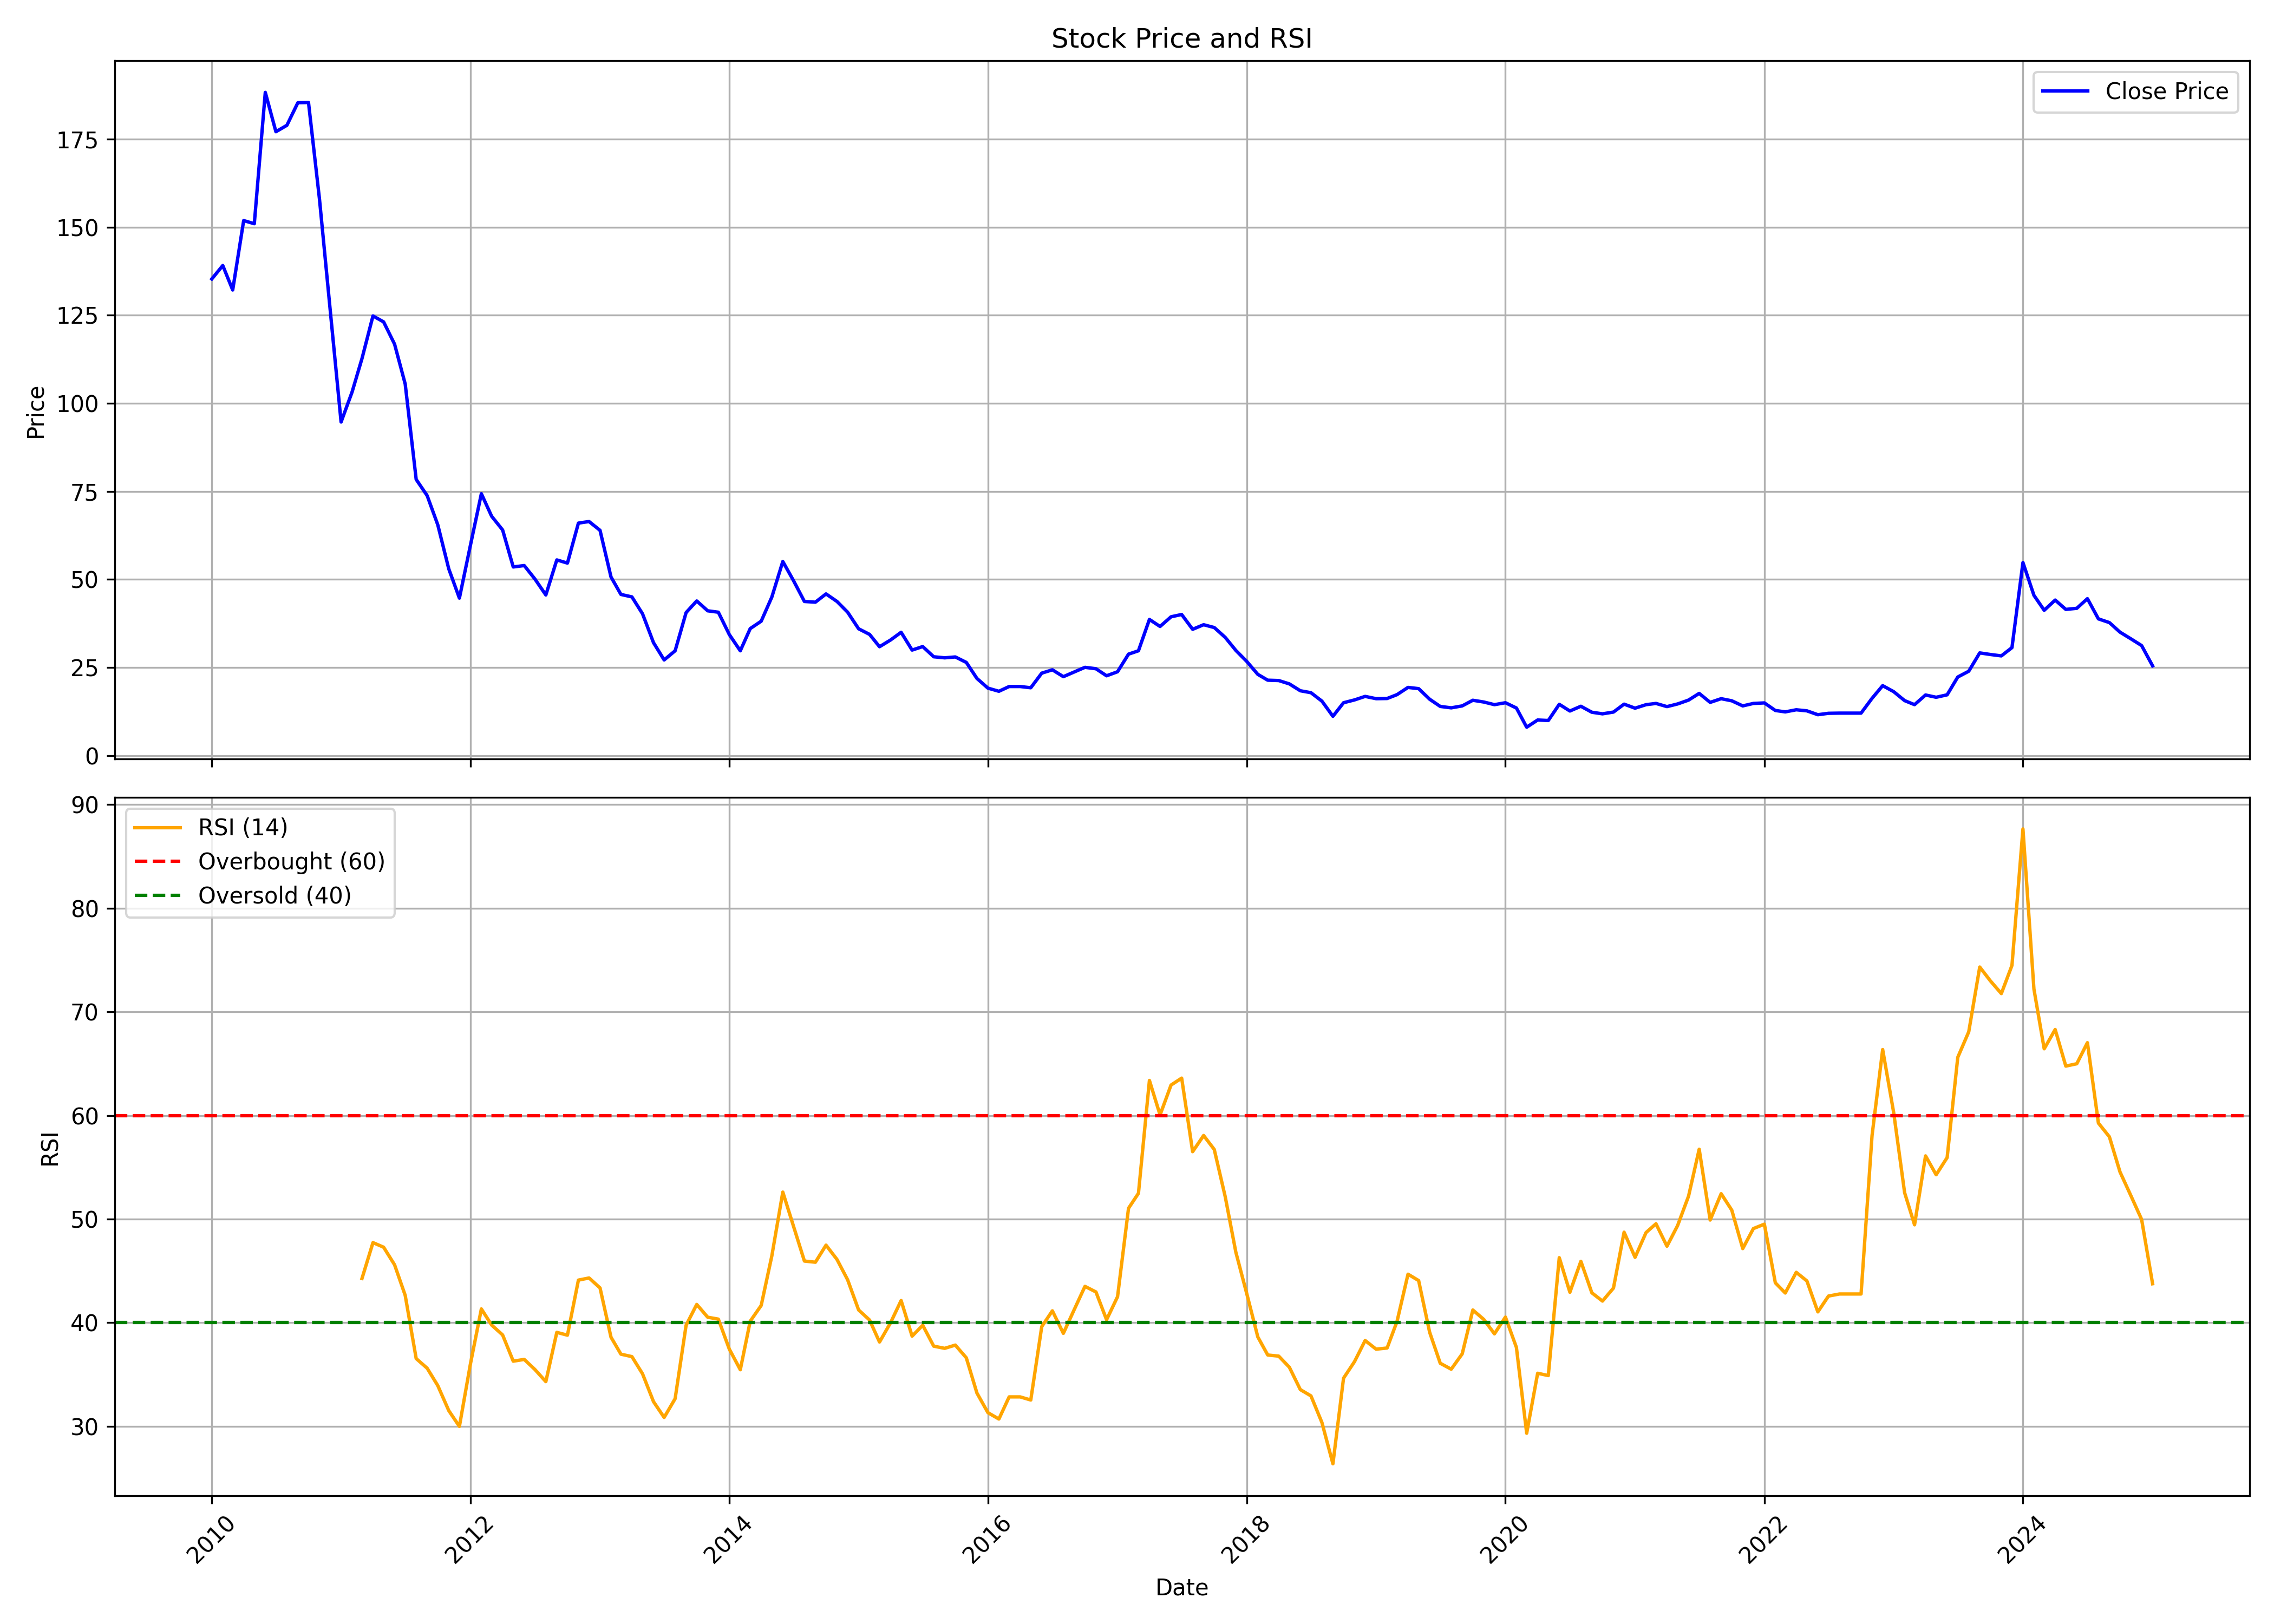 Stock Price and RSI
Close Price
Price
175
150
125
100
75
50
25
0
RSI (14)
Overbought (60)
Oversold (40)
RSI
90
80
70
60
50
40
30
2010
2012
2014
2016
2018
2020
2022
2024
Date